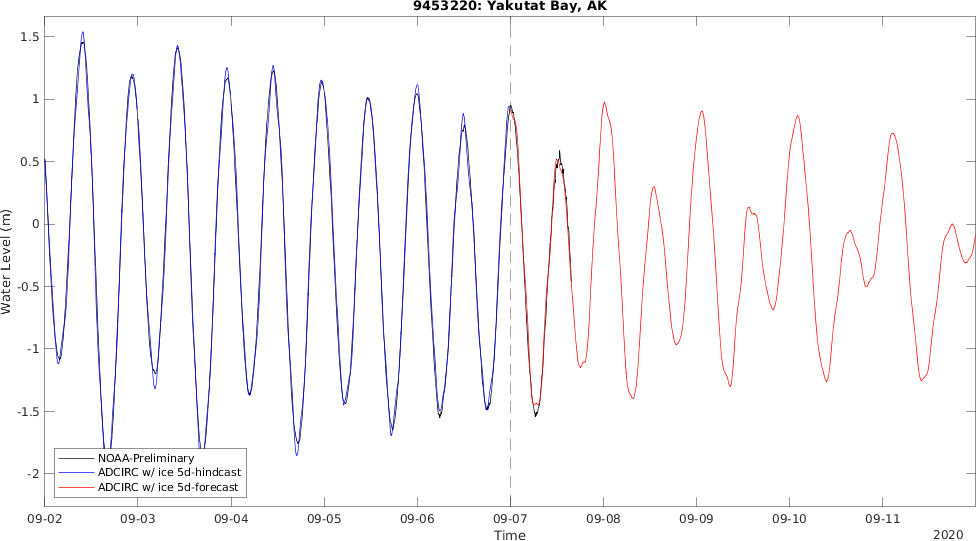 9453220: Yakutat Bay, AK
Water Level (m)
1.5
1
0.5
0
-0.5
-1
-1.5
-2
NOAA-Preliminary
ADCIRC w/ ice 5d-hindcast
ADCIRC w/ ice 5d-forecast
09-02 09-03 09-04 09-05 09-06 09-07 09-08 09-09 09-10 09-11
Time
2020